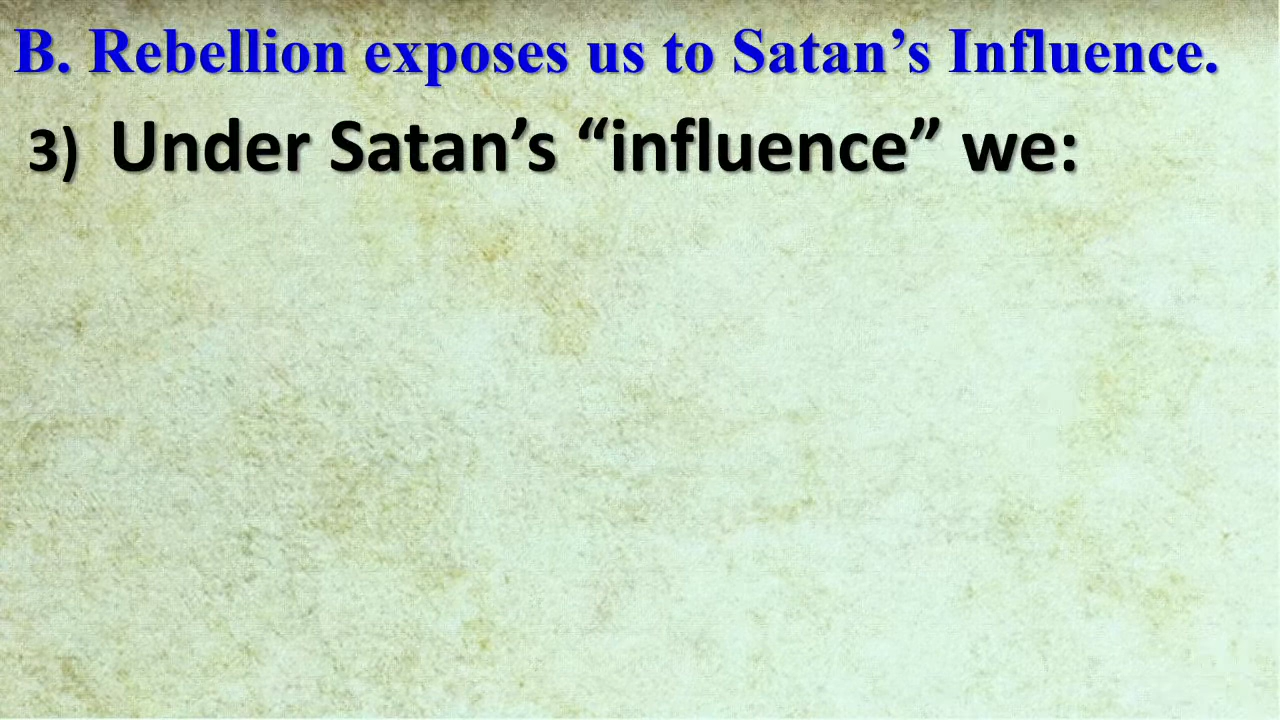 B. Rebellion exposes us to Satan’s Influence.
3) Under Satan’s “influence” we: